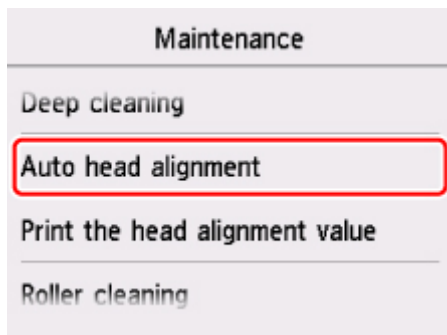 Maintenance
Deep cleaning
Auto head alignment
Print the head alignment value
Roller cleaning